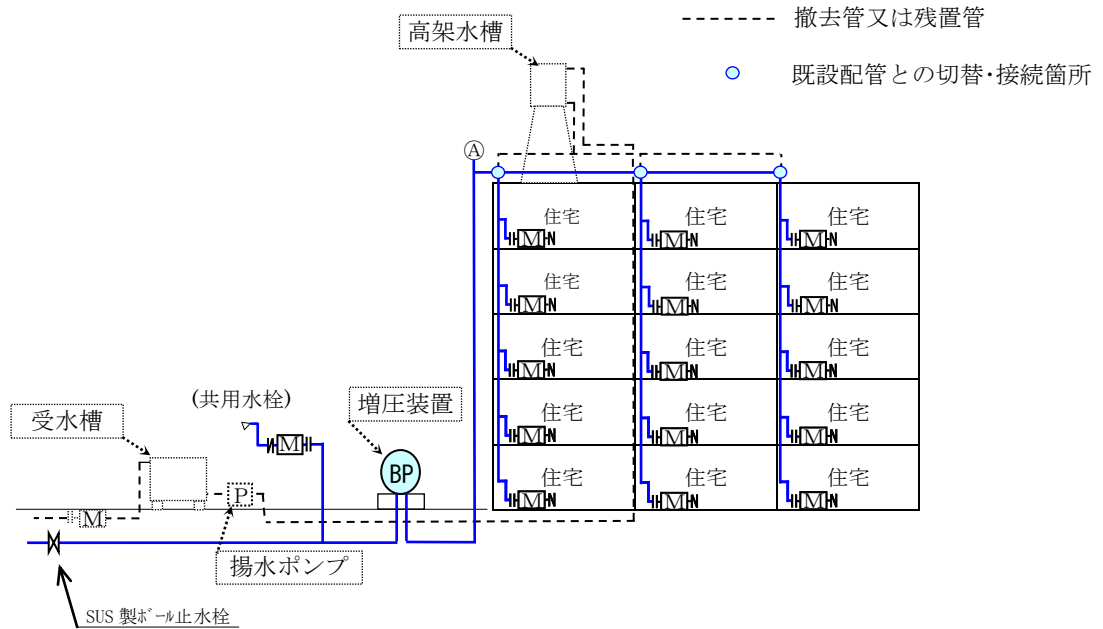 撤去管又は残置管
高架水槽
既設配管との切替･接続箇所
Ⓐ
住宅 住宅 住宅
M M M
住宅 住宅 住宅
M M M
住宅 住宅 住宅
M M M
(共用水栓) 増圧装置
受水槽
住宅 住宅 住宅
M M M M
BP
住宅 住宅 住宅
P M M M
M
揚水ポンプ
SUS 製ﾎﾞｰﾙ止水栓